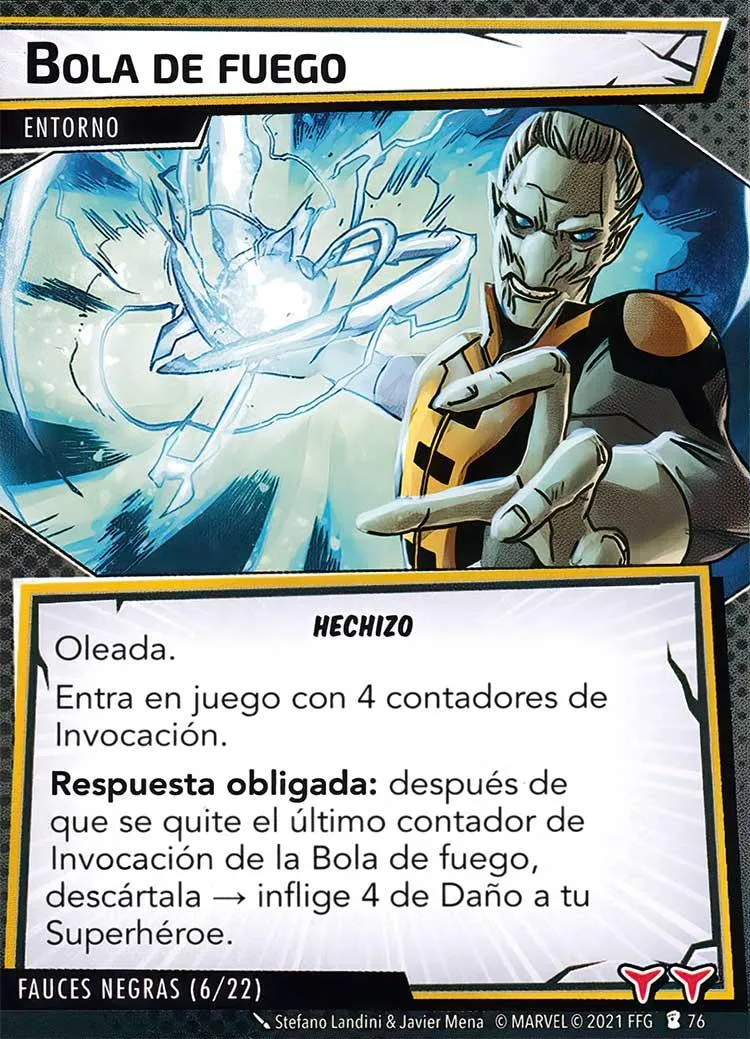 BOLA DE FUEGO
ENTORNO
HECHIZO
Oleada.
Entra en juego con 4 contadores de
Invocación.
Respuesta obligada: después de
que se quite el último contador de
Invocación de la Bola de fuego,
descártala → inflige 4 de Daño a tu
Superhéroe.
FAUCES NEGRAS (6/22)
Stefano Landini & Javier Mena © MARVEL © 2021 FFG 76